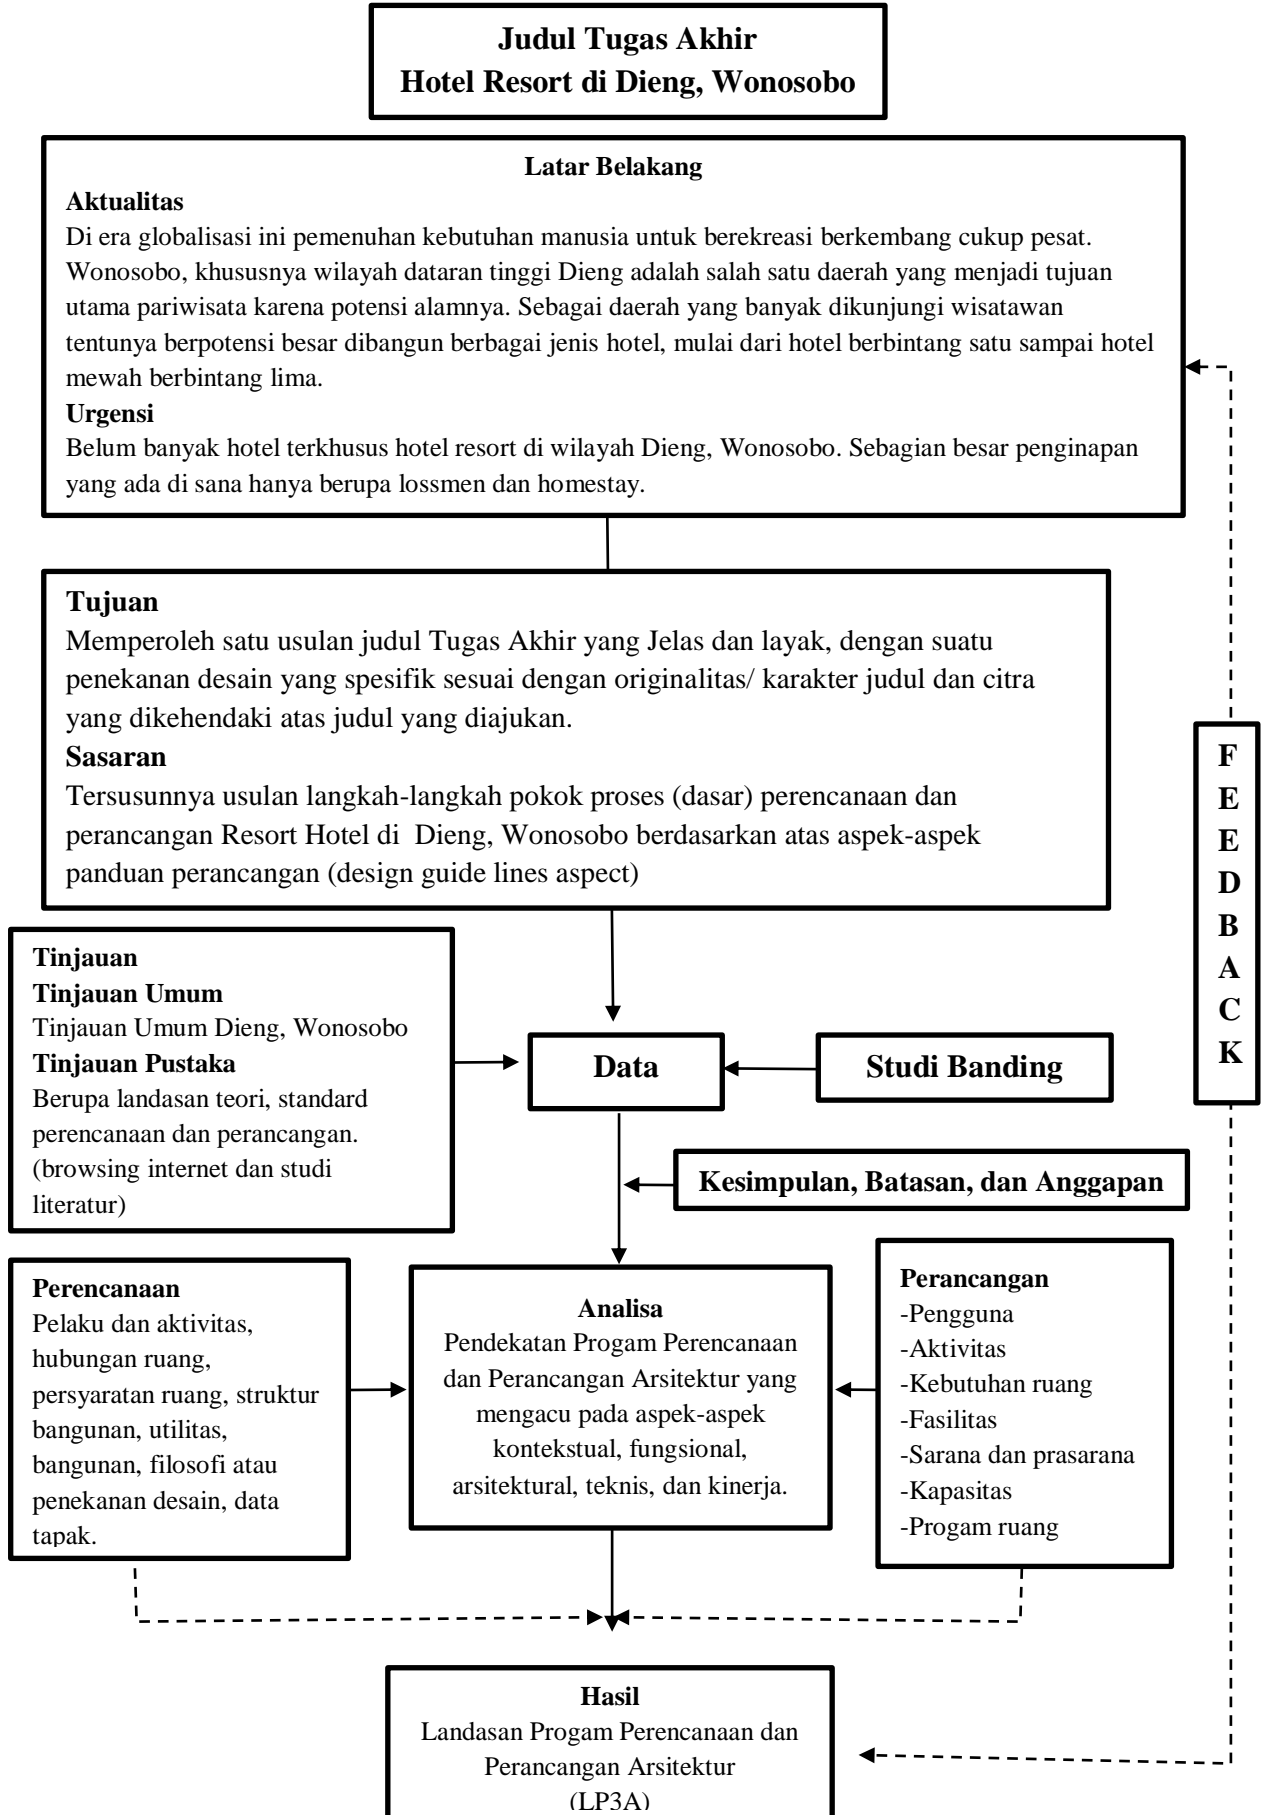 Judul Tugas Akhir
Hotel Resort di Dieng, Wonosobo
Latar Belakang
Aktualitas
Di era globalisasi ini pemenuhan kebutuhan manusia untuk berekreasi berkembang cukup pesat.
Wonosobo, khususnya wilayah dataran tinggi Dieng adalah salah satu daerah yang menjadi tujuan
utama pariwisata karena potensi alamnya. Sebagai daerah yang banyak dikunjungi wisatawan
tentunya berpotensi besar dibangun berbagai jenis hotel, mulai dari hotel berbintang satu sampai hotel
mewah berbintang lima.
Urgensi
Belum banyak hotel terkhusus hotel resort di wilayah Dieng, Wonosobo. Sebagian besar penginapan
yang ada di sana hanya berupa lossmen dan homestay.
Tujuan
Memperoleh satu usulan judul Tugas Akhir yang Jelas dan layak, dengan suatu
penekanan desain yang spesifik sesuai dengan originalitas/ karakter judul dan citra
yang dikehendaki atas judul yang diajukan.
Sasaran
Tersusunnya usulan langkah-langkah pokok proses (dasar) perencanaan dan
perancangan Resort Hotel di  Dieng, Wonosobo berdasarkan atas aspek-aspek
panduan perancangan (design guide lines aspect)
F
E
E
D
B
A
C
K
Tinjauan
Tinjauan Umum
Tinjauan Umum Dieng, Wonosobo
Tinjauan Pustaka
Berupa landasan teori, standard
perencanaan dan perancangan.
(browsing internet dan studi
literatur)
Data
Studi Banding
Kesimpulan, Batasan, dan Anggapan
Perencanaan
Pelaku dan aktivitas,
hubungan ruang,
persyaratan ruang, struktur
bangunan, utilitas,
bangunan, filosofi atau
penekanan desain, data
tapak.
Analisa
Pendekatan Progam Perencanaan
dan Perancangan Arsitektur yang
mengacu pada aspek-aspek
kontekstual, fungsional,
arsitektural, teknis, dan kinerja.
Perancangan
-Pengguna
-Aktivitas
-Kebutuhan ruang
-Fasilitas
-Sarana dan prasarana
-Kapasitas
-Progam ruang
Hasil
Landasan Progam Perencanaan dan
Perancangan Arsitektur
(LP3A)